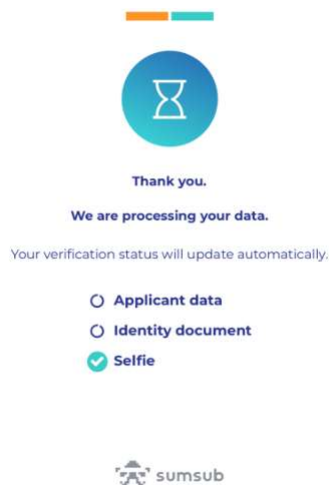 Thank you.
We are processing your data.
Your verification status will update automatically.
Applicant data
Identity document
Selfie
sumsub